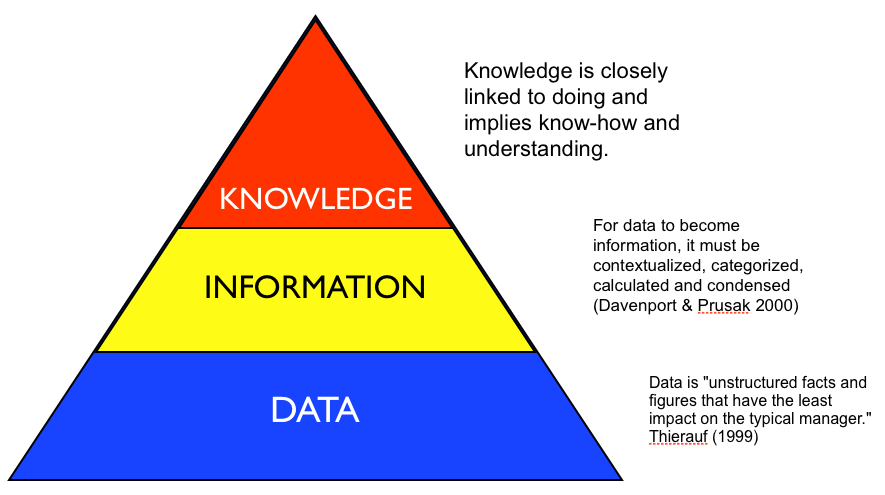 Knowledge is closely
linked to doing and
implies know-how and
understanding.
KNOWLEDGE
For data to become
information, it must be
contextualized, categorized,
calculated and condensed
(Davenport & Prusak 2000)
INFORMATION
Data is "unstructured facts and
figures that have the least
impact on the typical manager."
Thierauf (1999)
DATA